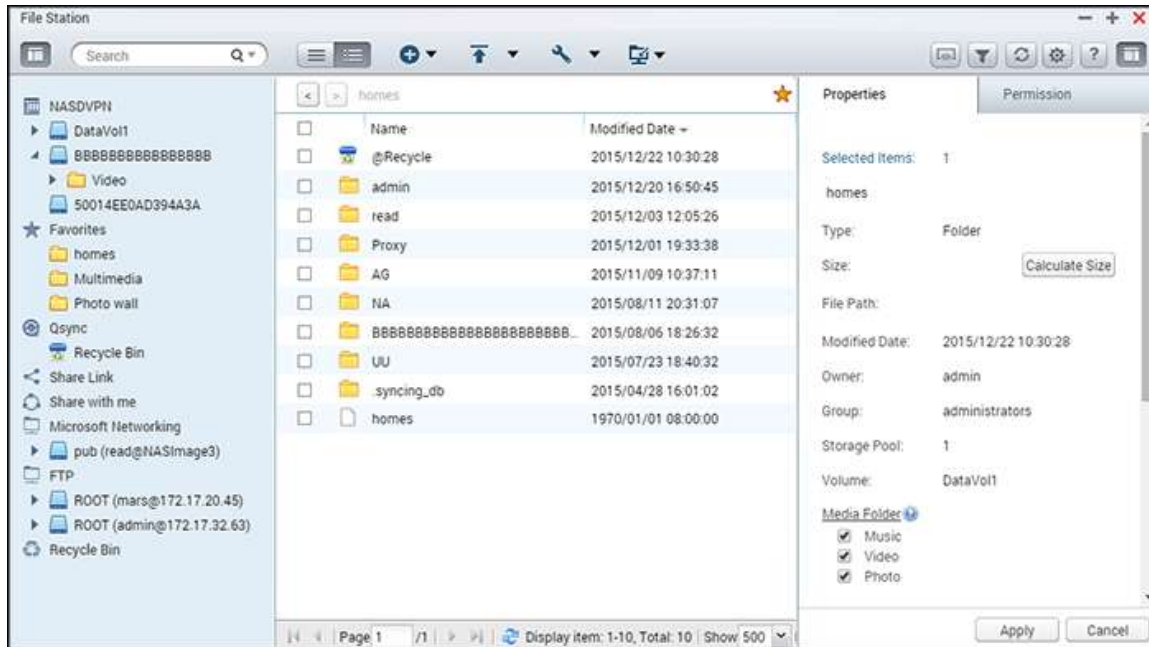 File Station
Search
NASDVPN
DataVol1
BBBBBBBBBBBBBBBB
Video
50014EE0AD394A3A
Favorites
homes
Multimedia
Photo wall
Qsync
Recycle Bin
Share Link
Share with me
Microsoft Networking
pub (read@NASImage3)
FTP
ROOT (mars@172.17.20.45)
ROOT (admin@172.17.32.63)
Recycle Bin
homes
Name Modified Date
@Recycle 2015/12/22 10:30:28
admin 2015/12/20 16:50:45
read 2015/12/03 12:05:26
Proxy 2015/12/01 19:33:38
AG 2015/11/09 10:37:11
NA 2015/08/11 20:31:07
BBBBBBBBBBBBBBBBBBBBBBBB... 2015/08/06 18:26:32
UU 2015/07/23 18:40:32
.syncing_db 2015/04/28 16:01:02
homes 1970/01/01 08:00:00
Page 1 /1 Display item: 1-10, Total: 10 Show 500
Properties Permission
Selected Items: 1
homes
Type: Folder
Size: Calculate Size
File Path:
Modified Date: 2015/12/22 10:30:28
Owner: admin
Group: administrators
Storage Pool: 1
Volume: DataVol1
Media Folder
Music
Video
Photo
Apply Cancel